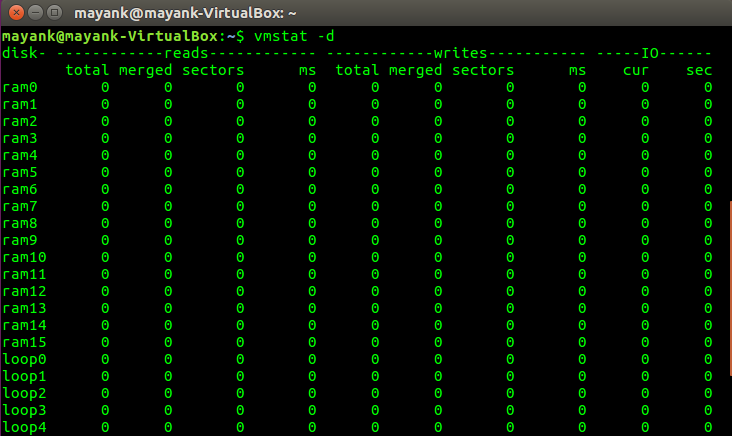 mayank@mayank-VirtualBox: ~
mayank@mayank-VirtualBox:~$ vmstat -d
disk- ------------reads------------ ------------writes----------- -----IO------
       total merged sectors      ms  total merged sectors      ms    cur    sec
ram0       0      0       0       0      0      0       0       0      0      0
ram1       0      0       0       0      0      0       0       0      0      0
ram2       0      0       0       0      0      0       0       0      0      0
ram3       0      0       0       0      0      0       0       0      0      0
ram4       0      0       0       0      0      0       0       0      0      0
ram5       0      0       0       0      0      0       0       0      0      0
ram6       0      0       0       0      0      0       0       0      0      0
ram7       0      0       0       0      0      0       0       0      0      0
ram8       0      0       0       0      0      0       0       0      0      0
ram9       0      0       0       0      0      0       0       0      0      0
ram10      0      0       0       0      0      0       0       0      0      0
ram11      0      0       0       0      0      0       0       0      0      0
ram12      0      0       0       0      0      0       0       0      0      0
ram13      0      0       0       0      0      0       0       0      0      0
ram14      0      0       0       0      0      0       0       0      0      0
ram15      0      0       0       0      0      0       0       0      0      0
loop0      0      0       0       0      0      0       0       0      0      0
loop1      0      0       0       0      0      0       0       0      0      0
loop2      0      0       0       0      0      0       0       0      0      0
loop3      0      0       0       0      0      0       0       0      0      0
loop4      0      0       0       0      0      0       0       0      0      0